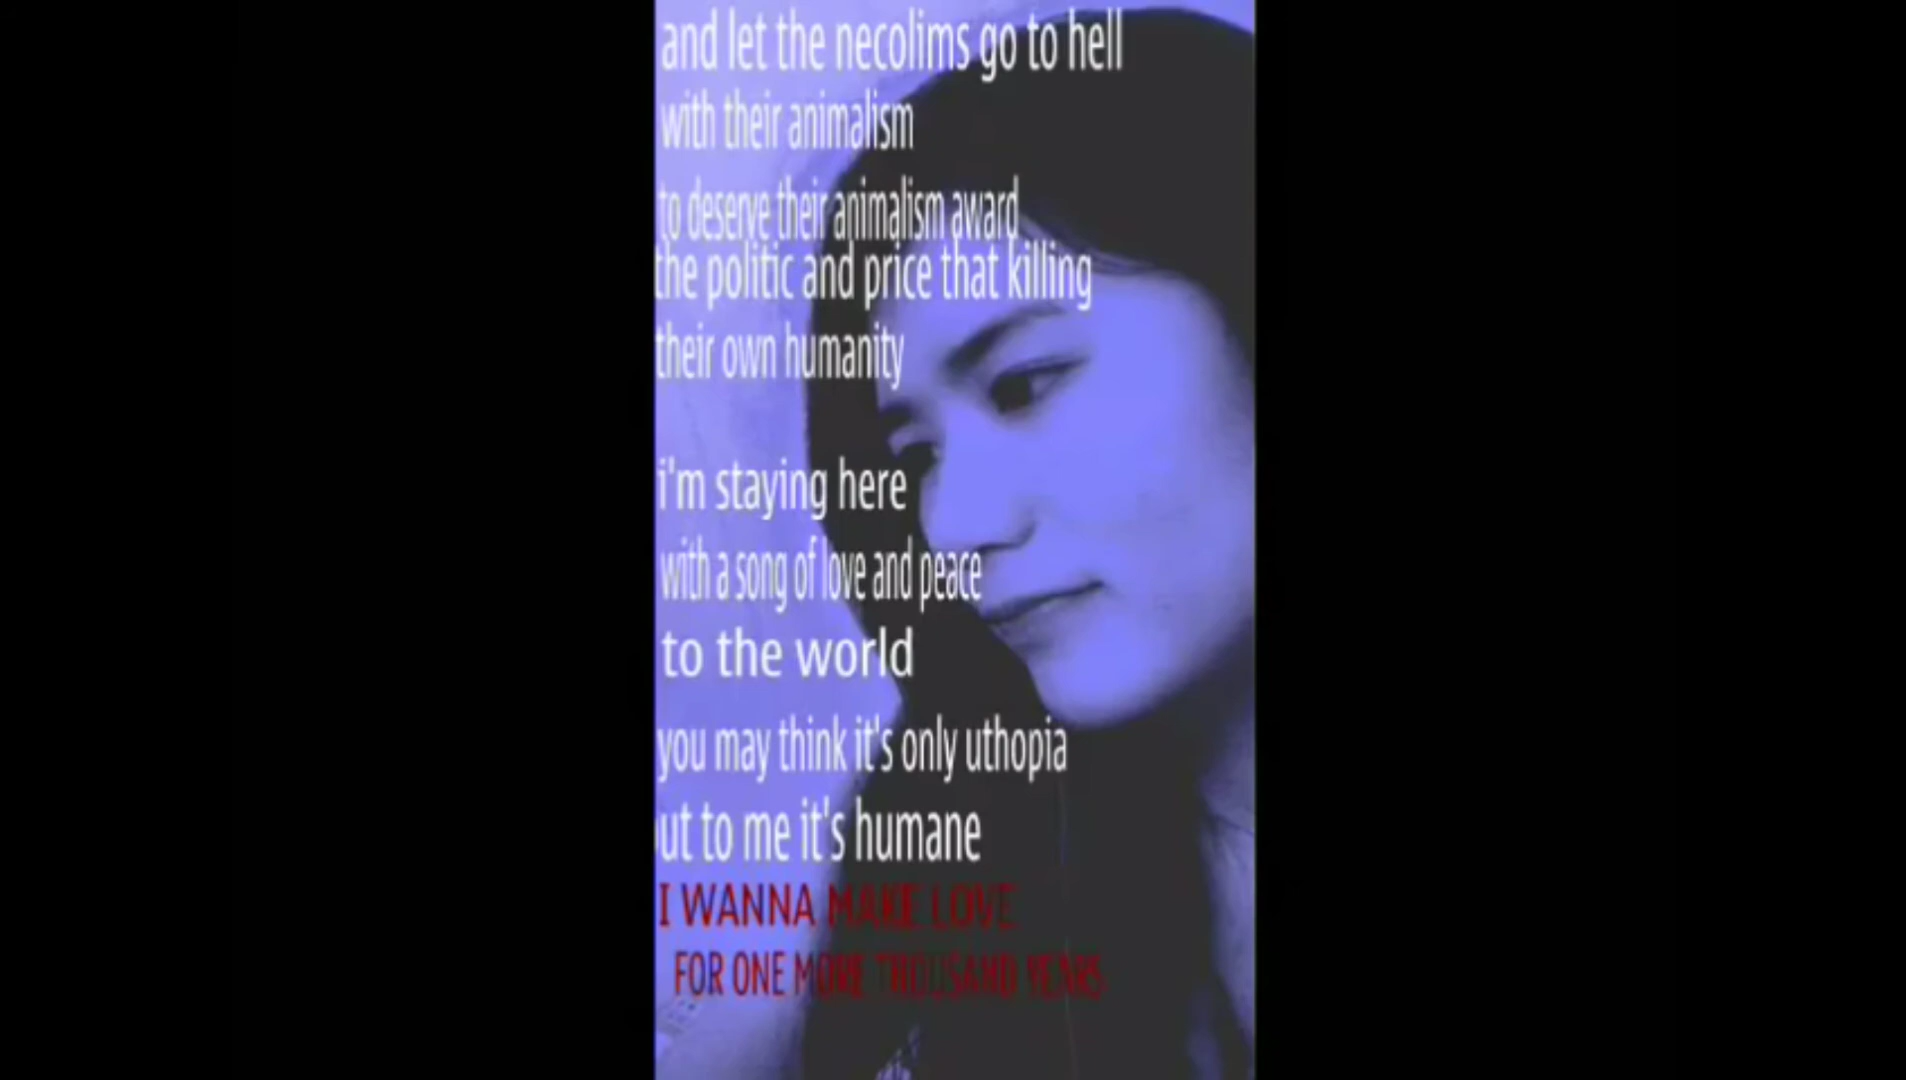 and let the necolims go to hell
with their animalism
to deserve their animalism award
the politic and price that killing
their own humanity
i'm staying here
with a song of love and peace
to the world
you may think it's only uthopia
ut to me it's humane
I WANNA MAKE LOVE
FOR ONE MORE THOUSAND YEARS